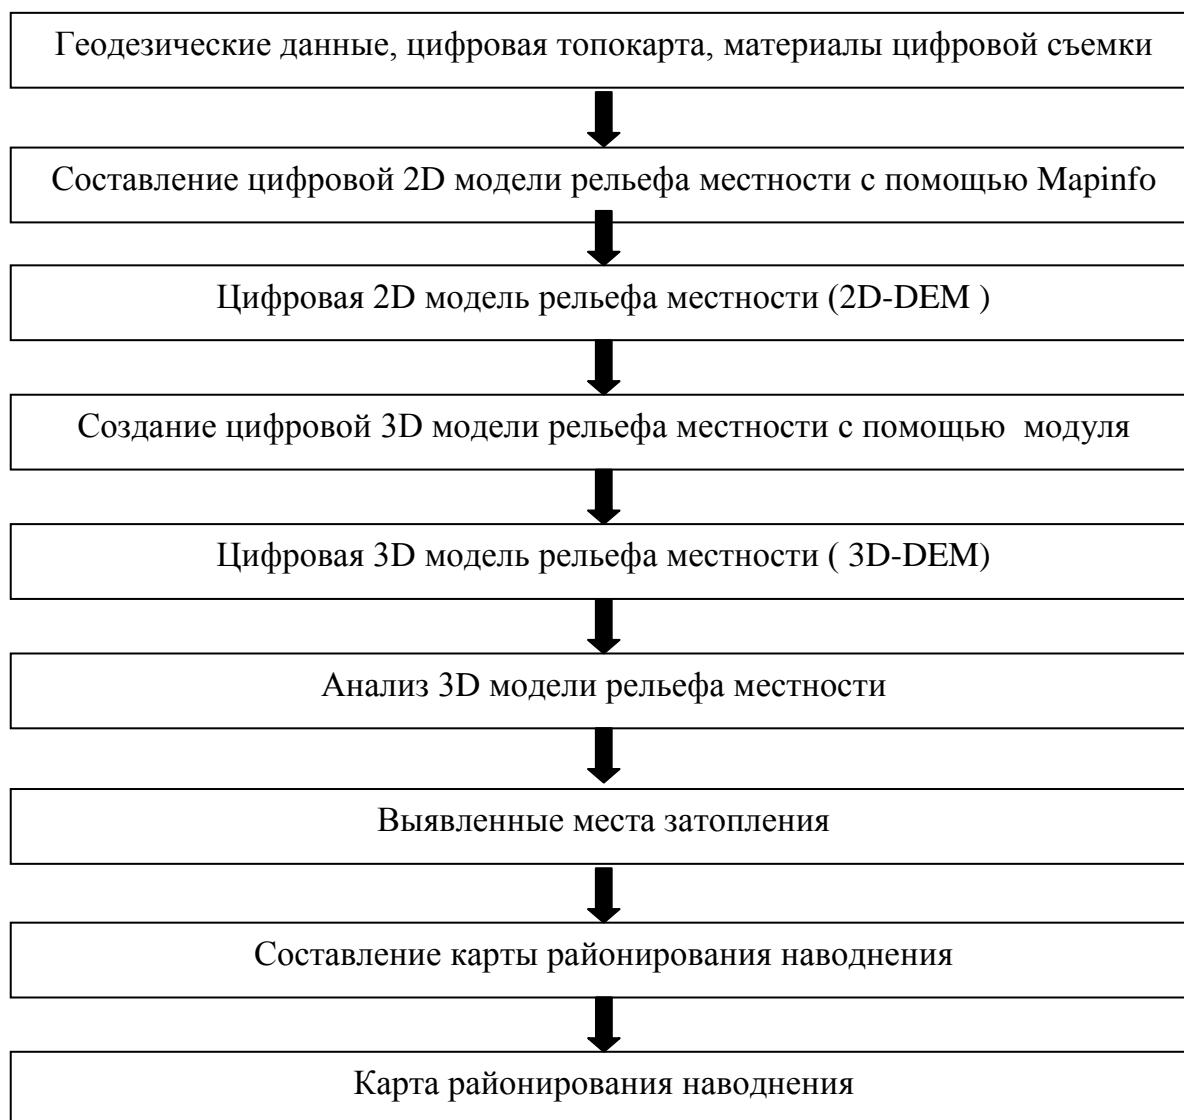 Геодезические данные, цифровая топокарта, материалы цифровой съемки
Составление цифровой 2D модели рельефа местности с помощью Mapinfo
Цифровая 2D модель рельефа местности (2D-DEM )
Создание цифровой 3D модели рельефа местности с помощью модуля
Цифровая 3D модель рельефа местности ( 3D-DEM)
Анализ 3D модели рельефа местности
Выявленные места затопления
Составление карты районирования наводнения
Карта районирования наводнения